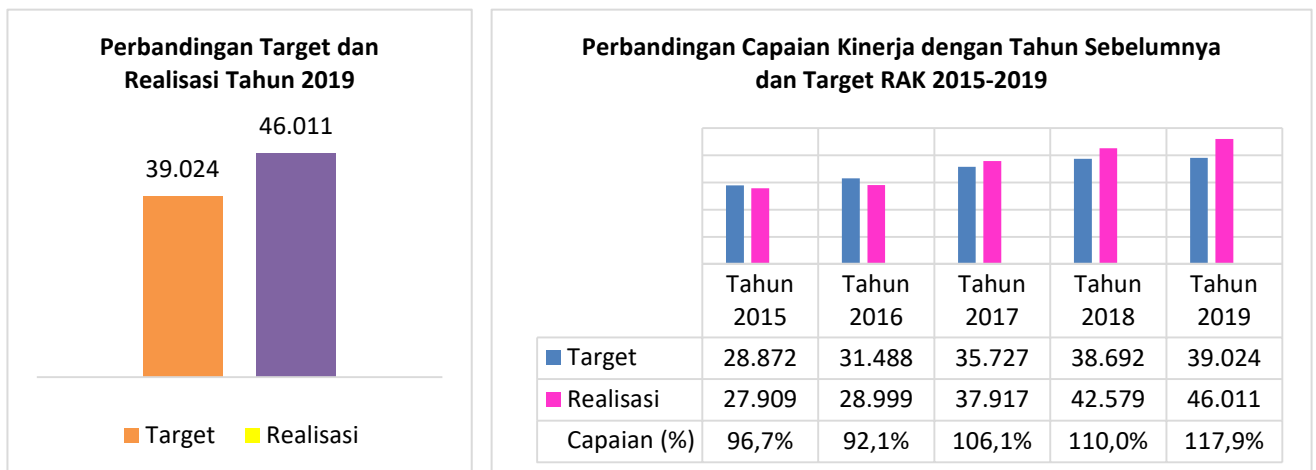 Perbandingan Target dan
Realisasi Tahun 2019
46.011
39.024
Target Realisasi
Perbandingan Capaian Kinerja dengan Tahun Sebelumnya
dan Target RAK 2015-2019
Tahun Tahun Tahun Tahun Tahun
2015 2016 2017 2018 2019
Target 28.872 31.488 35.727 38.692 39.024
Realisasi 27.909 28.999 37.917 42.579 46.011
Capaian (%) 96,7% 92,1% 106,1% 110,0% 117,9%